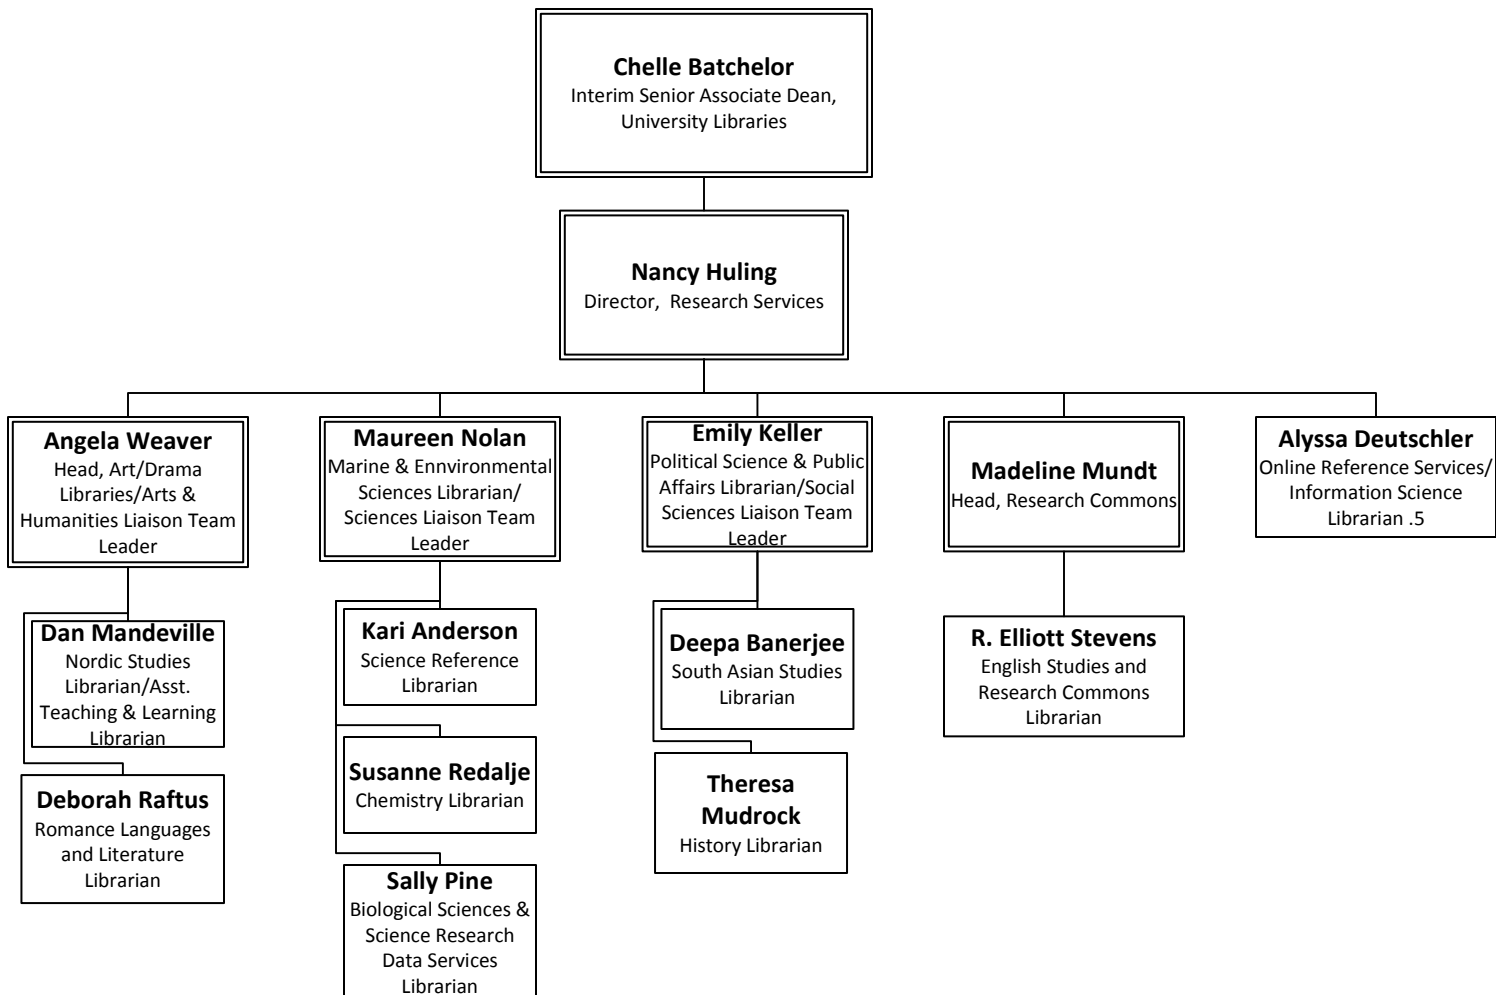 Chelle Batchelor
Interim Senior Associate Dean,
University Libraries
Nancy Huling
Director,  Research Services
Angela Weaver
Head, Art/Drama
Libraries/Arts &
Humanities Liaison Team
Leader
Maureen Nolan
Marine & Ennvironmental
Sciences Librarian/
Sciences Liaison Team
Leader
Emily Keller
Political Science & Public
Affairs Librarian/Social
Sciences Liaison Team
Leader
Madeline Mundt
Head, Research Commons
Alyssa Deutschler
Online Reference Services/
Information Science
Librarian .5
Dan Mandeville
Nordic Studies
Librarian/Asst.
Teaching & Learning
Librarian
Kari Anderson
Science Reference
Librarian
Deepa Banerjee
South Asian Studies
Librarian
R. Elliott Stevens
English Studies and
Research Commons
Librarian
Deborah Raftus
Romance Languages
and Literature
Librarian
Susanne Redalje
Chemistry Librarian
Theresa
Mudrock
History Librarian
Sally Pine
Biological Sciences &
Science Research
Data Services
Librarian